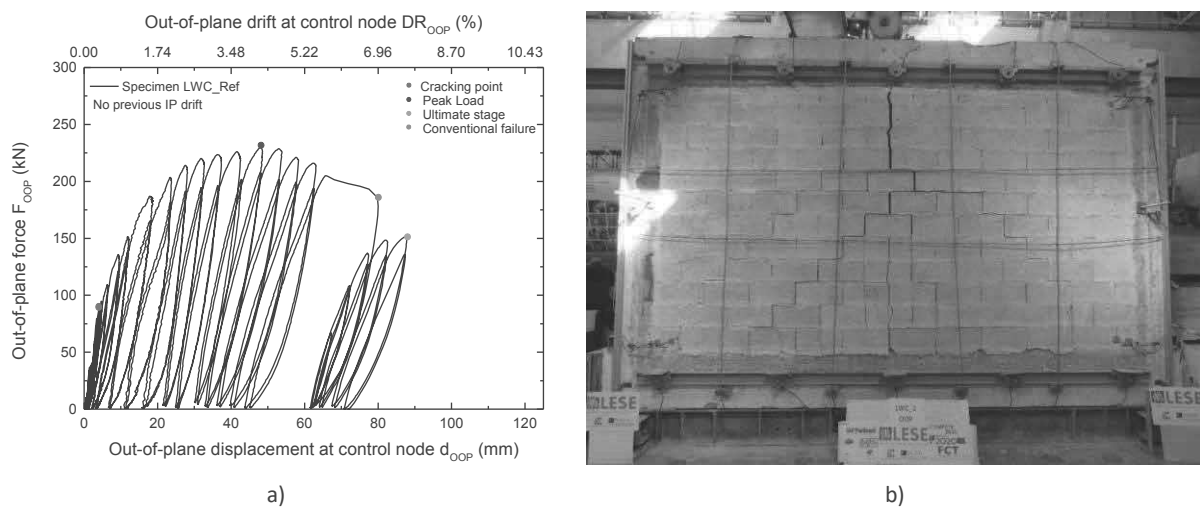 Out-of-plane drift at control node DR_OOP (%)
0.00 1.74 3.48 5.22 6.96 8.70 10.43
300
Specimen LWC_Ref
No previous IP drift
Cracking point
Peak Load
Ultimate stage
Conventional failure
250
200
150
100
50
0
Out-of-plane force F_OOP (kN)
0 20 40 60 80 100 120
Out-of-plane displacement at control node d_OOP (mm)
LESE
LWC_2
OOP
LESE
2020
FCT
LESE
a)
b)